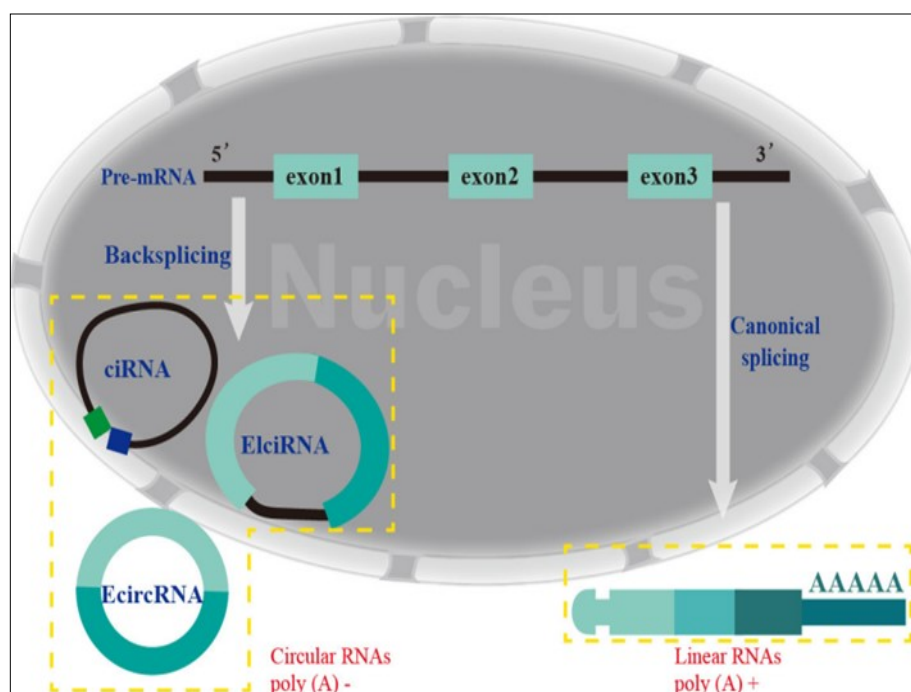 5′
3′
Pre-mRNA
exon1
exon2
exon3
Backsplicing
Nucleus
Canonical
splicing
ciRNA
ElciRNA
EcircRNA
AAAAA
Circular RNAs
poly (A) -
Linear RNAs
poly (A) +